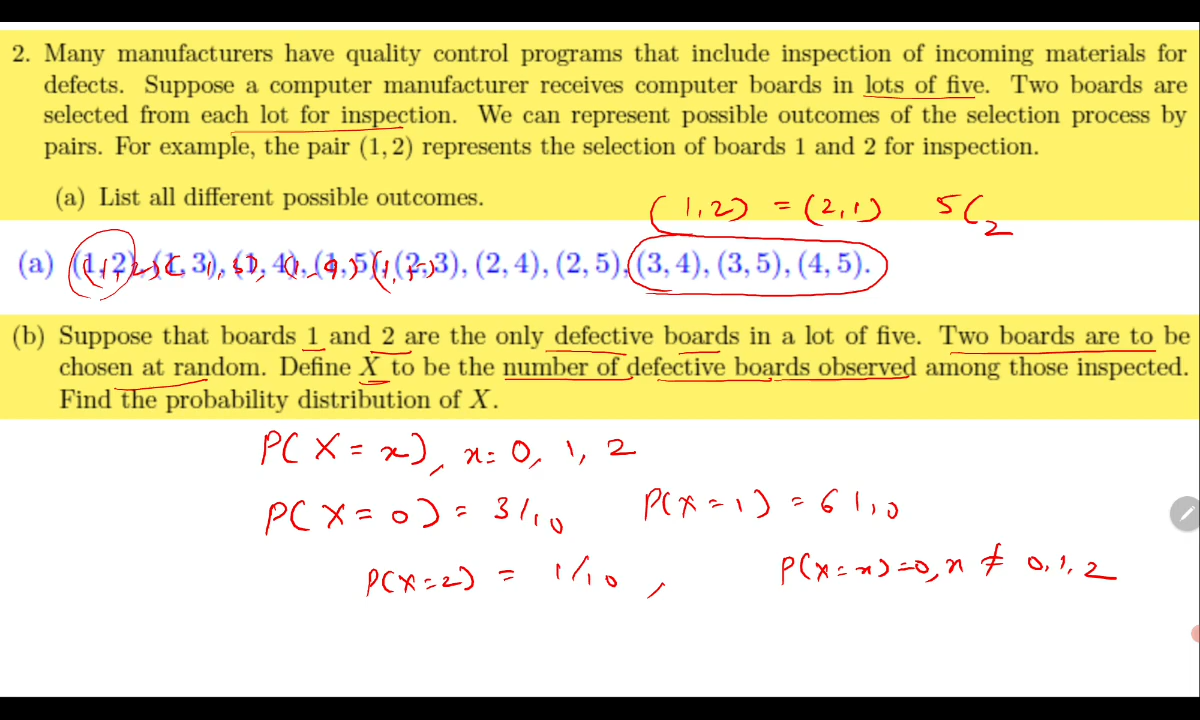 2. Many manufacturers have quality control programs that include inspection of incoming materials for
defects. Suppose a computer manufacturer receives computer boards in lots of five. Two boards are
selected from each lot for inspection. We can represent possible outcomes of the selection process by
pairs. For example, the pair (1, 2) represents the selection of boards 1 and 2 for inspection.
(a) List all different possible outcomes.
(1,2) = (2,1) 5C2
(a) (1, 2), (1, 3), (1, 4), (1, 5), (2, 3), (2, 4), (2, 5), (3, 4), (3, 5), (4, 5).
(b) Suppose that boards 1 and 2 are the only defective boards in a lot of five. Two boards are to be
chosen at random. Define X to be the number of defective boards observed among those inspected.
Find the probability distribution of X.
P(X=x), x= 0, 1, 2
P(X=0) = 3/10 P(X=1) = 6/10
P(X=2) = 1/10, P(X=x)=0, x ≠ 0,1,2